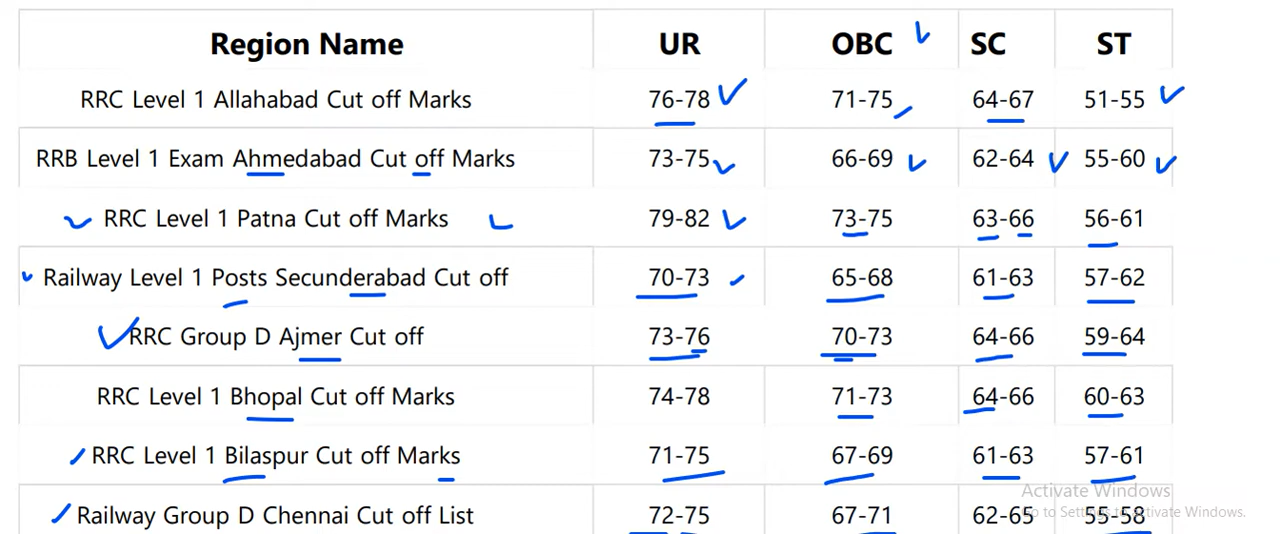 Region Name UR OBC SC ST
RRC Level 1 Allahabad Cut off Marks 76-78 71-75 64-67 51-55
RRB Level 1 Exam Ahmedabad Cut off Marks 73-75 66-69 62-64 55-60
RRC Level 1 Patna Cut off Marks 79-82 73-75 63-66 56-61
Railway Level 1 Posts Secunderabad Cut off 70-73 65-68 61-63 57-62
RRC Group D Ajmer Cut off 73-76 70-73 64-66 59-64
RRC Level 1 Bhopal Cut off Marks 74-78 71-73 64-66 60-63
RRC Level 1 Bilaspur Cut off Marks 71-75 67-69 61-63 57-61
Activate Windows
Railway Group D Chennai Cut off List 72-75 67-71 62-65 55-58
Go to Settings to activate Windows.